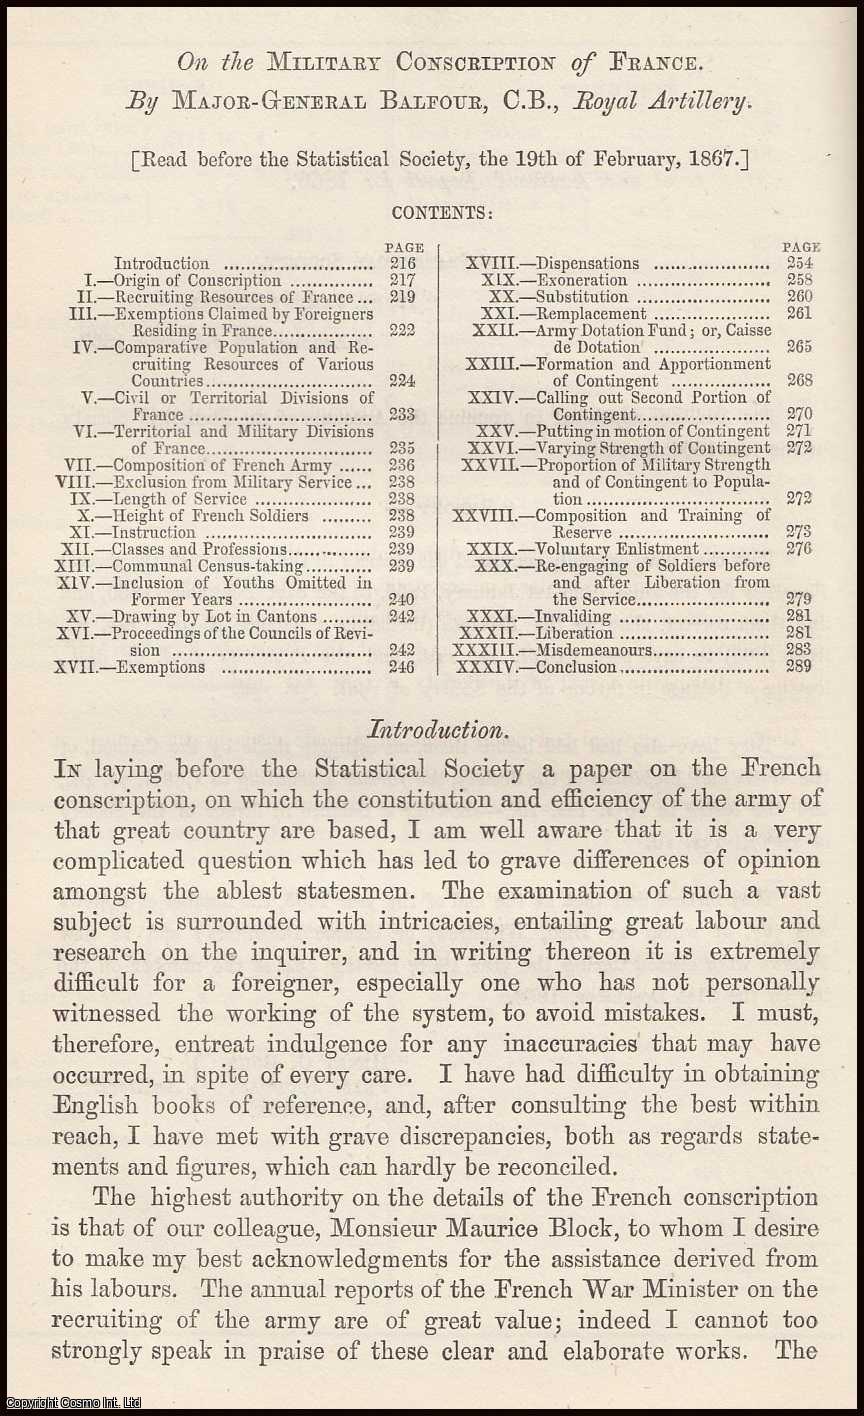 On the MILITARY CONSCRIPTION of FRANCE.
By MAJOR-GENERAL BALFOUR, C.B., Royal Artillery.
[Read before the Statistical Society, the 19th of February, 1867.]
CONTENTS:
PAGE
Introduction .......................... 216
I.—Origin of Conscription ............... 217
II.—Recruiting Resources of France ... 219
III.—Exemptions Claimed by Foreigners
Residing in France.................. 222
IV.—Comparative Population and Re-
cruiting Resources of Various
Countries.............................. 224
V.—Civil or Territorial Divisions of
France ................................. 233
VI.—Territorial and Military Divisions
of France.............................. 235
VII.—Composition of French Army ...... 236
VIII.—Exclusion from Military Service ... 238
IX.—Length of Service ..................... 238
X.—Height of French Soldiers ......... 238
XI.—Instruction .............................. 239
XII.—Classes and Professions............... 239
XIII.—Communal Census-taking ............ 239
XIV.—Inclusion of Youths Omitted in
Former Years ........................ 240
XV.—Drawing by Lot in Cantons ......... 242
XVI.—Proceedings of the Councils of Revi-
sion .................................... 242
XVII.—Exemptions ........................... 246
PAGE
XVIII.—Dispensations ..................... 254
XIX.—Exoneration ........................ 258
XX.—Substitution ........................ 260
XXI.—Remplacement ..................... 261
XXII.—Army Dotation Fund; or, Caisse
de Dotation ..................... 265
XXIII.—Formation and Apportionment
of Contingent .................. 268
XXIV.—Calling out Second Portion of
Contingent........................ 270
XXV.—Putting in motion of Contingent 271
XXVI.—Varying Strength of Contingent 272
XXVII.—Proportion of Military Strength
and of Contingent to Popula-
tion ................................. 272
XXVIII.—Composition and Training of
Reserve ........................... 273
XXIX.—Voluntary Enlistment ............ 276
XXX.—Re-engaging of Soldiers before
and after Liberation from
the Service........................ 279
XXXI.—Invaliding ........................... 281
XXXII.—Liberation ........................... 281
XXXIII.—Misdemeanours..................... 283
XXXIV.—Conclusion ........................... 289
Introduction.
IN laying before the Statistical Society a paper on the French
conscription, on which the constitution and efficiency of the army of
that great country are based, I am well aware that it is a very
complicated question which has led to grave differences of opinion
amongst the ablest statesmen. The examination of such a vast
subject is surrounded with intricacies, entailing great labour and
research on the inquirer, and in writing thereon it is extremely
difficult for a foreigner, especially one who has not personally
witnessed the working of the system, to avoid mistakes. I must,
therefore, entreat indulgence for any inaccuracies that may have
occurred, in spite of every care. I have had difficulty in obtaining
English books of reference, and, after consulting the best within
reach, I have met with grave discrepancies, both as regards state-
ments and figures, which can hardly be reconciled.
The highest authority on the details of the French conscription
is that of our colleague, Monsieur Maurice Block, to whom I desire
to make my best acknowledgments for the assistance derived from
his labours. The annual reports of the French War Minister on the
recruiting of the army are of great value; indeed I cannot too
strongly speak in praise of these clear and elaborate works. The
Copyright Cosmo Int. Ltd